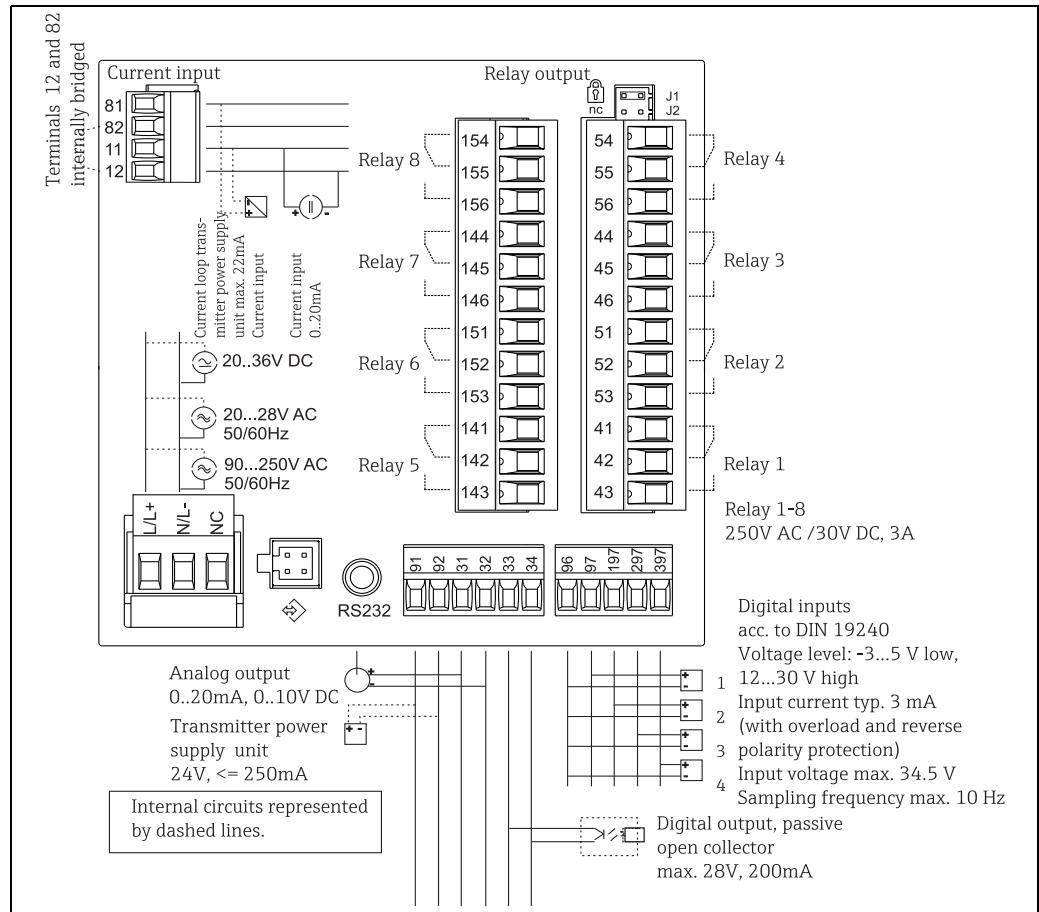 Terminals 12 and 82
internally bridged
Current input
81
82
11
12
Current loop trans-
mitter power supply
unit max. 22mA
Current input
Current input
0..20mA
Relay output
nc
J1
J2
Relay 8
154
155
156
Relay 7
144
145
146
Relay 6
151
152
153
Relay 5
141
142
143
54
55
56
Relay 4
44
45
46
Relay 3
51
52
53
Relay 2
41
42
43
Relay 1
Relay 1-8
250V AC /30V DC, 3A
20..36V DC
20...28V AC
50/60Hz
90...250V AC
50/60Hz
L/L+
N/L-
NC
RS232
91
92
31
32
33
34
96
97
197
297
397
Analog output
0..20mA, 0..10V DC
+
-
Transmitter power
supply unit
24V, <= 250mA
+ -
Internal circuits represented
by dashed lines.
1
2
3
4
Digital inputs
acc. to DIN 19240
Voltage level: -3...5 V low,
12...30 V high
Input current typ. 3 mA
(with overload and reverse
polarity protection)
Input voltage max. 34.5 V
Sampling frequency max. 10 Hz
Digital output, passive
open collector
max. 28V, 200mA